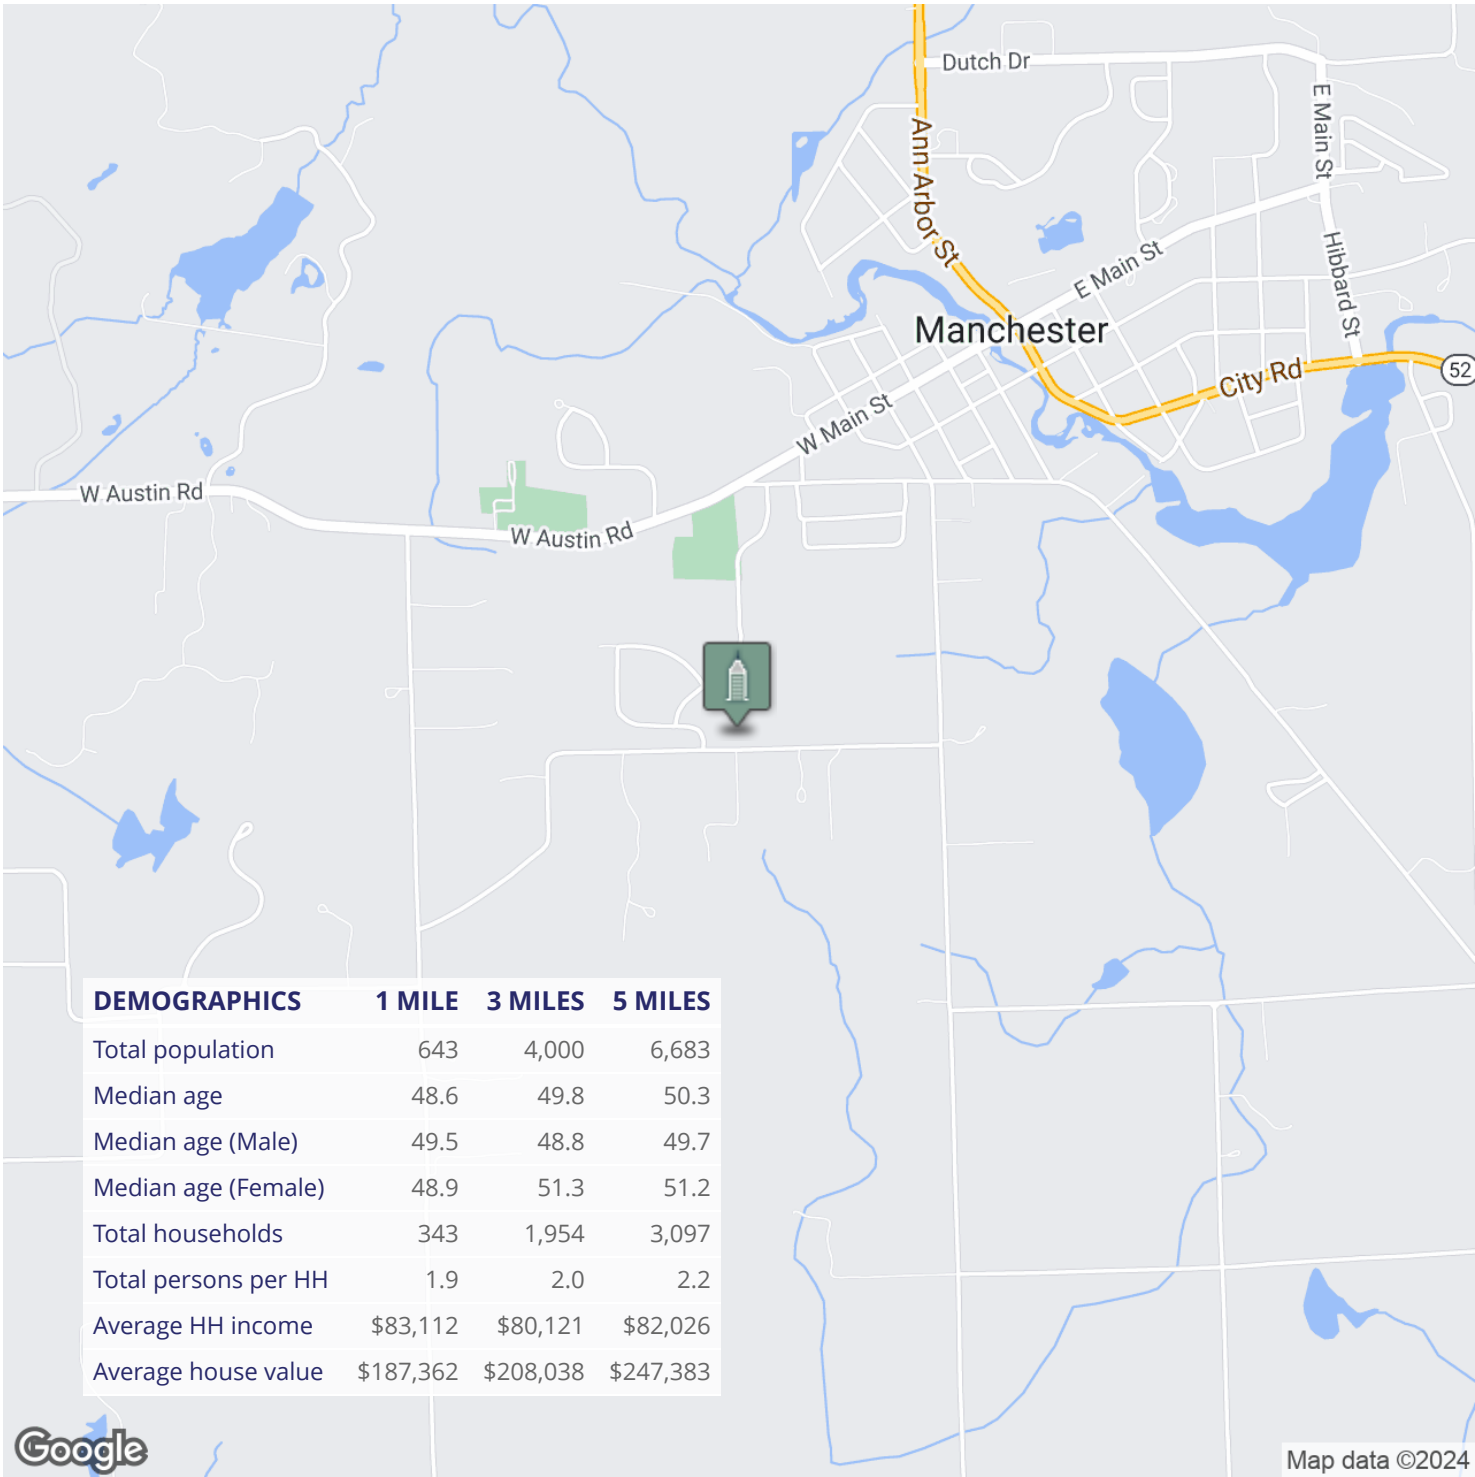 Dutch Dr
E Main St
Ann Arbor St
E Main St
Hibbard St
Manchester
City Rd
52
W Main St
W Austin Rd
W Austin Rd
DEMOGRAPHICS 1 MILE 3 MILES 5 MILES
Total population 643 4,000 6,683
Median age 48.6 49.8 50.3
Median age (Male) 49.5 48.8 49.7
Median age (Female) 48.9 51.3 51.2
Total households 343 1,954 3,097
Total persons per HH 1.9 2.0 2.2
Average HH income $83,112 $80,121 $82,026
Average house value $187,362 $208,038 $247,383
Google
Map data ©2024